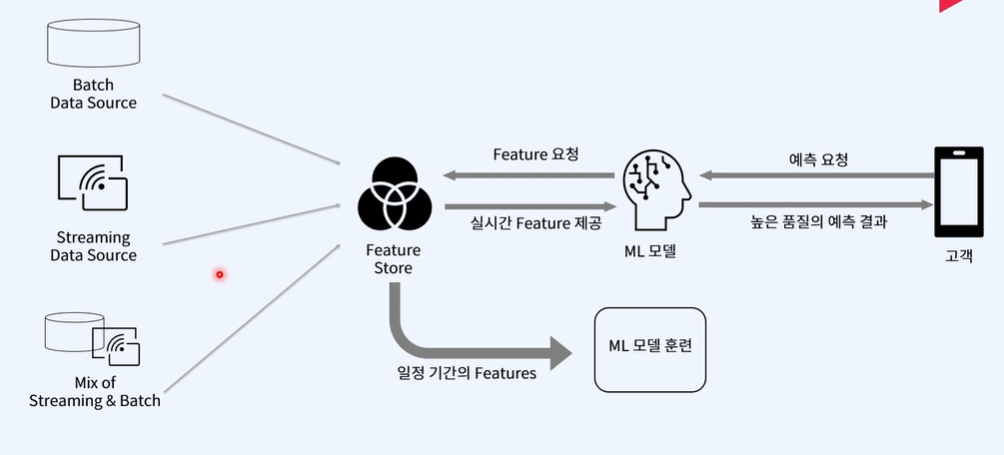 Batch
Data Source
Streaming
Data Source
Mix of
Streaming & Batch
Feature
Store
Feature 요청
실시간 Feature 제공
ML 모델
예측 요청
높은 품질의 예측 결과
고객
일정 기간의 Features
ML 모델 훈련